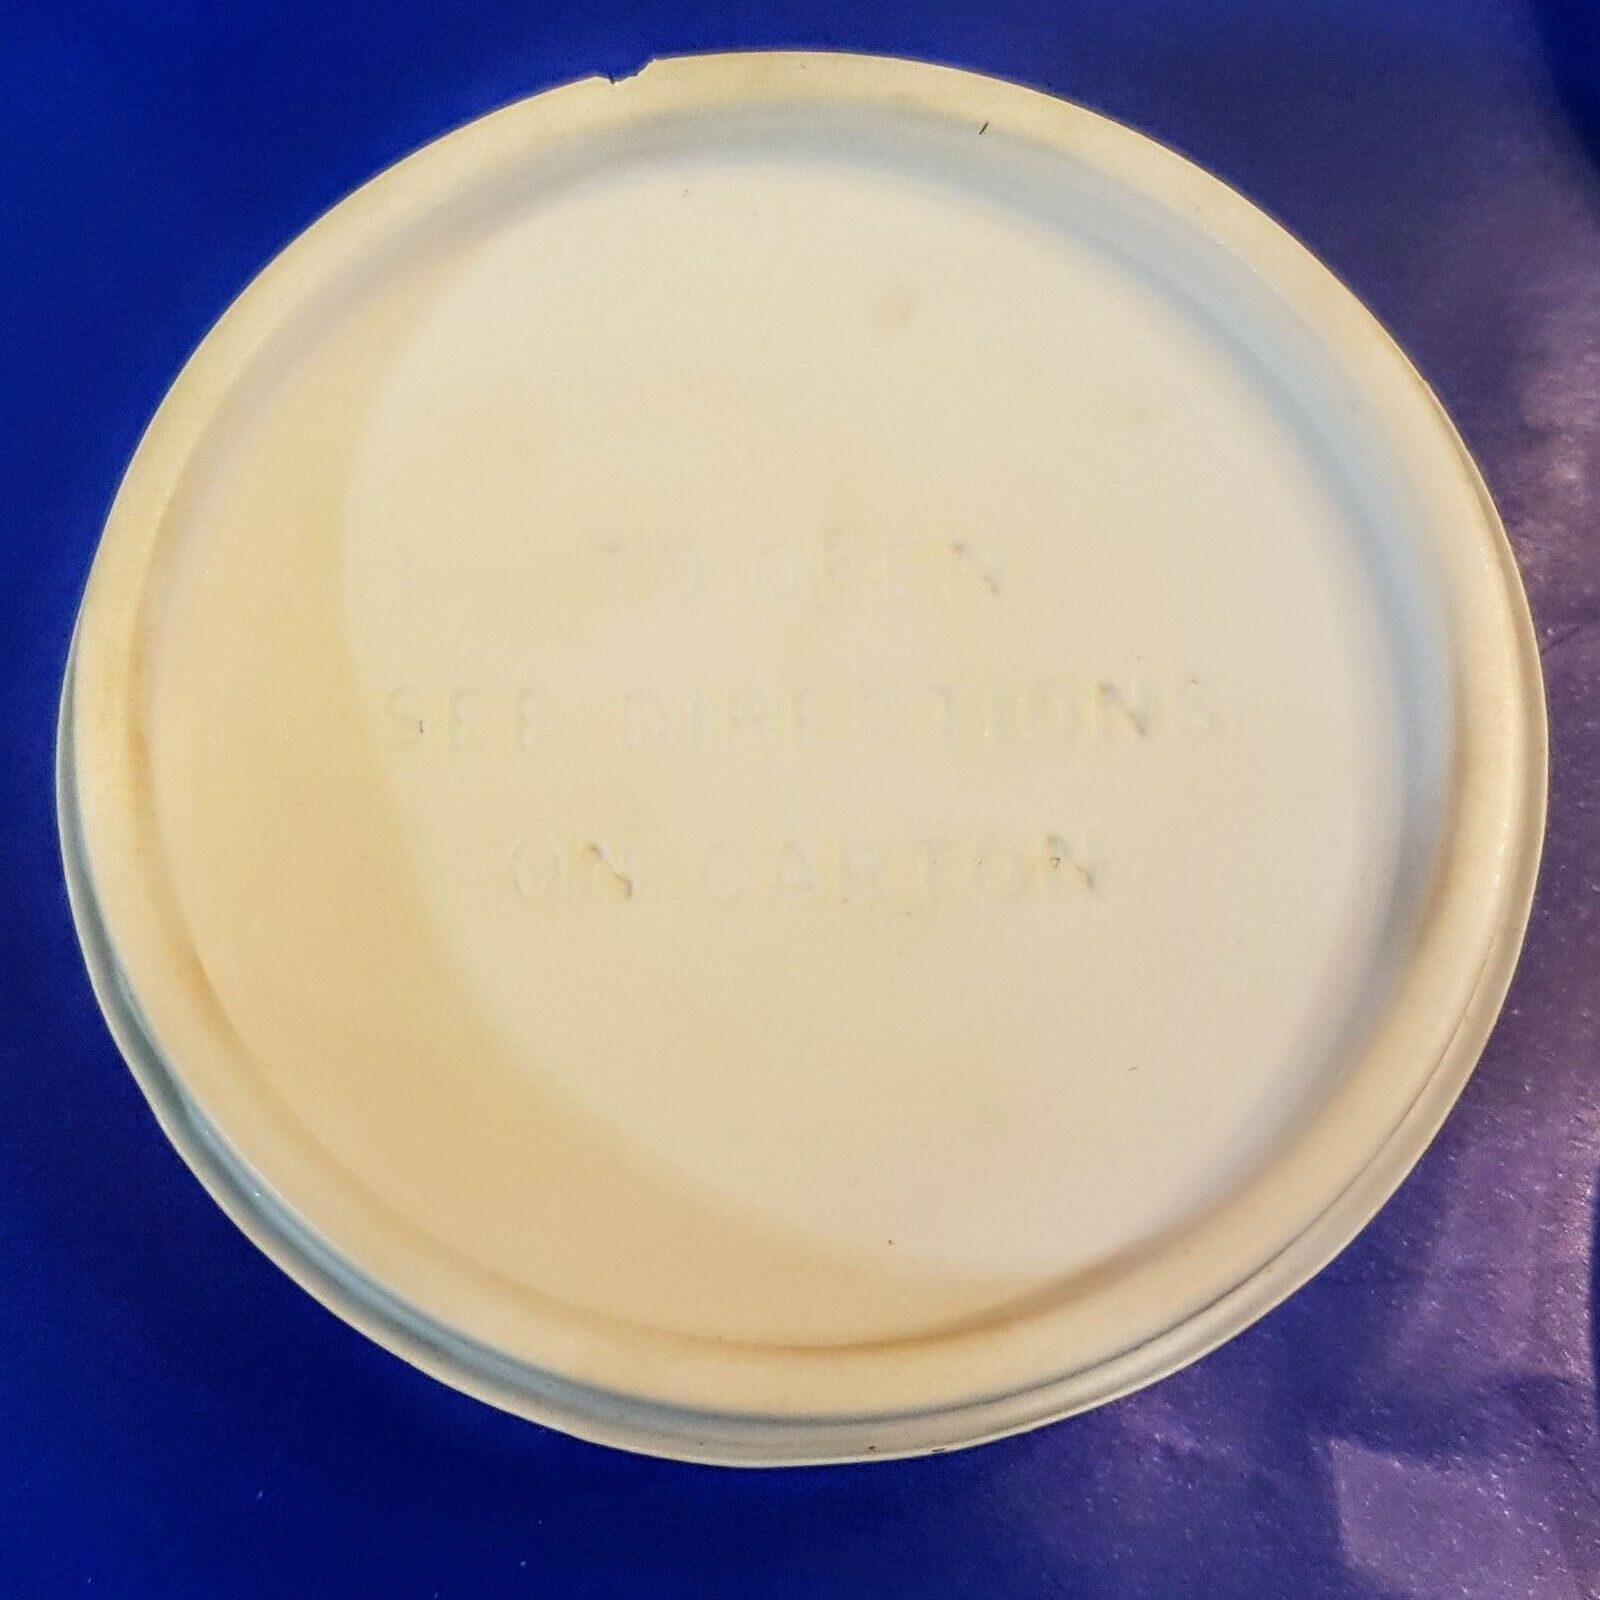 TO OPEN
SEE DIRECTIONS
ON CARTON